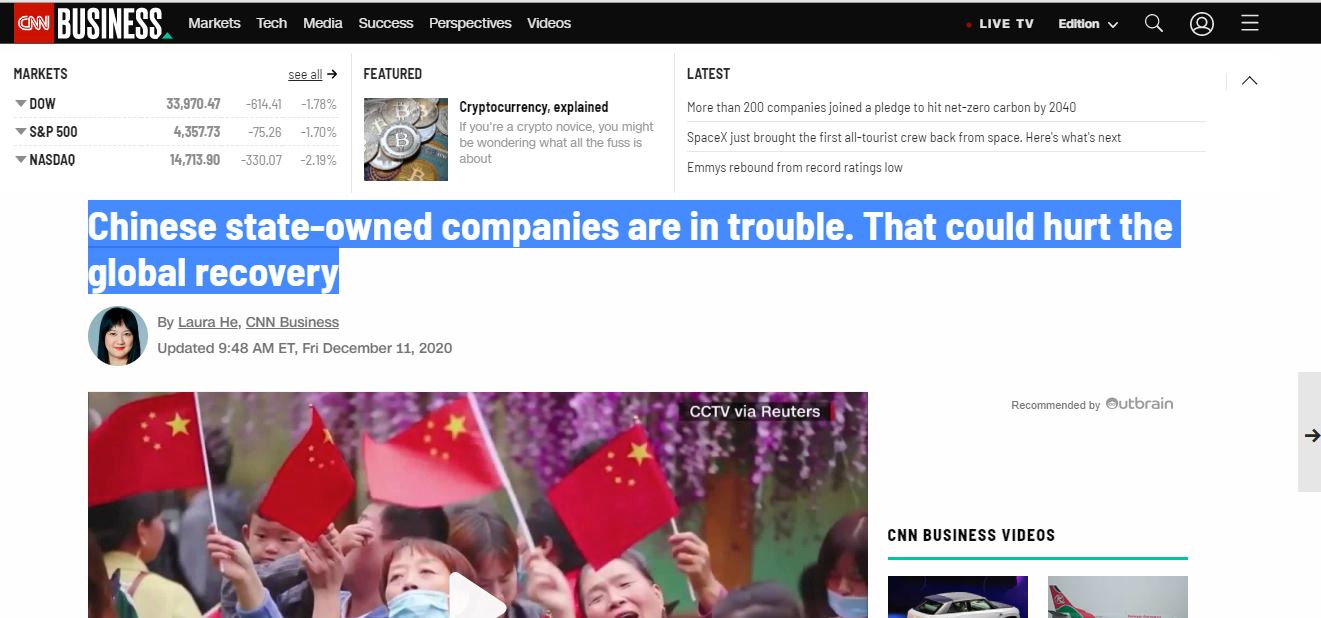 CNN BUSINESS Markets Tech Media Success Perspectives Videos LIVE TV Edition
MARKETS see all →
DOW 33,970.47 -614.41 -1.78%
S&P 500 4,357.73 -75.26 -1.70%
NASDAQ 14,713.90 -330.07 -2.19%
FEATURED
Cryptocurrency, explained
If you're a crypto novice, you might
be wondering what all the fuss is
about
LATEST
More than 200 companies joined a pledge to hit net-zero carbon by 2040
SpaceX just brought the first all-tourist crew back from space. Here's what's next
Emmys rebound from record ratings low
Chinese state-owned companies are in trouble. That could hurt the
global recovery
By Laura He, CNN Business
Updated 9:48 AM ET, Fri December 11, 2020
CCTV via Reuters
Recommended by Outbrain
CNN BUSINESS VIDEOS